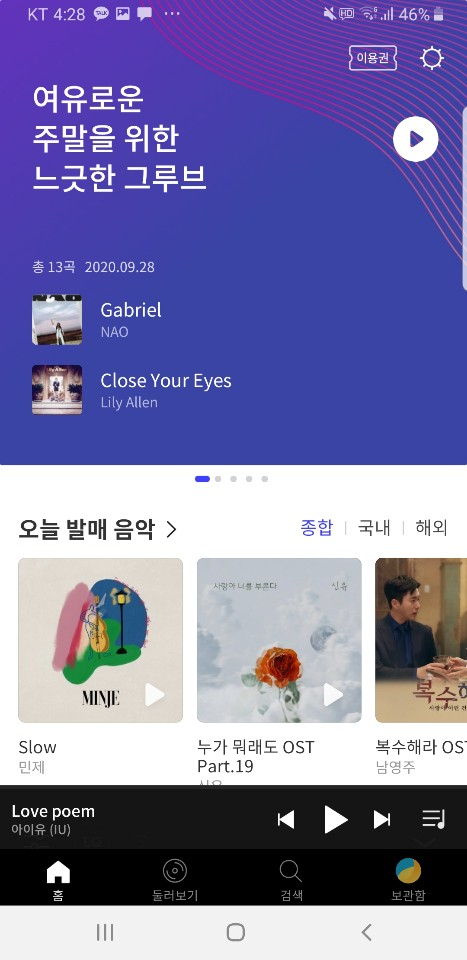 KT 4:28
46%
이용권
여유로운
주말을 위한
느긋한 그루브
총 13곡 2020.09.28
Gabriel
NAO
Close Your Eyes
Lily Allen
오늘 발매 음악
종합 | 국내 | 해외
MINJE
사랑이 나를 부른다 신유
Slow
민제
누가 뭐래도 OST
Part.19
신유
복수해라 OST
남영주
Love poem
아이유 (IU)
홈 둘러보기 검색 보관함